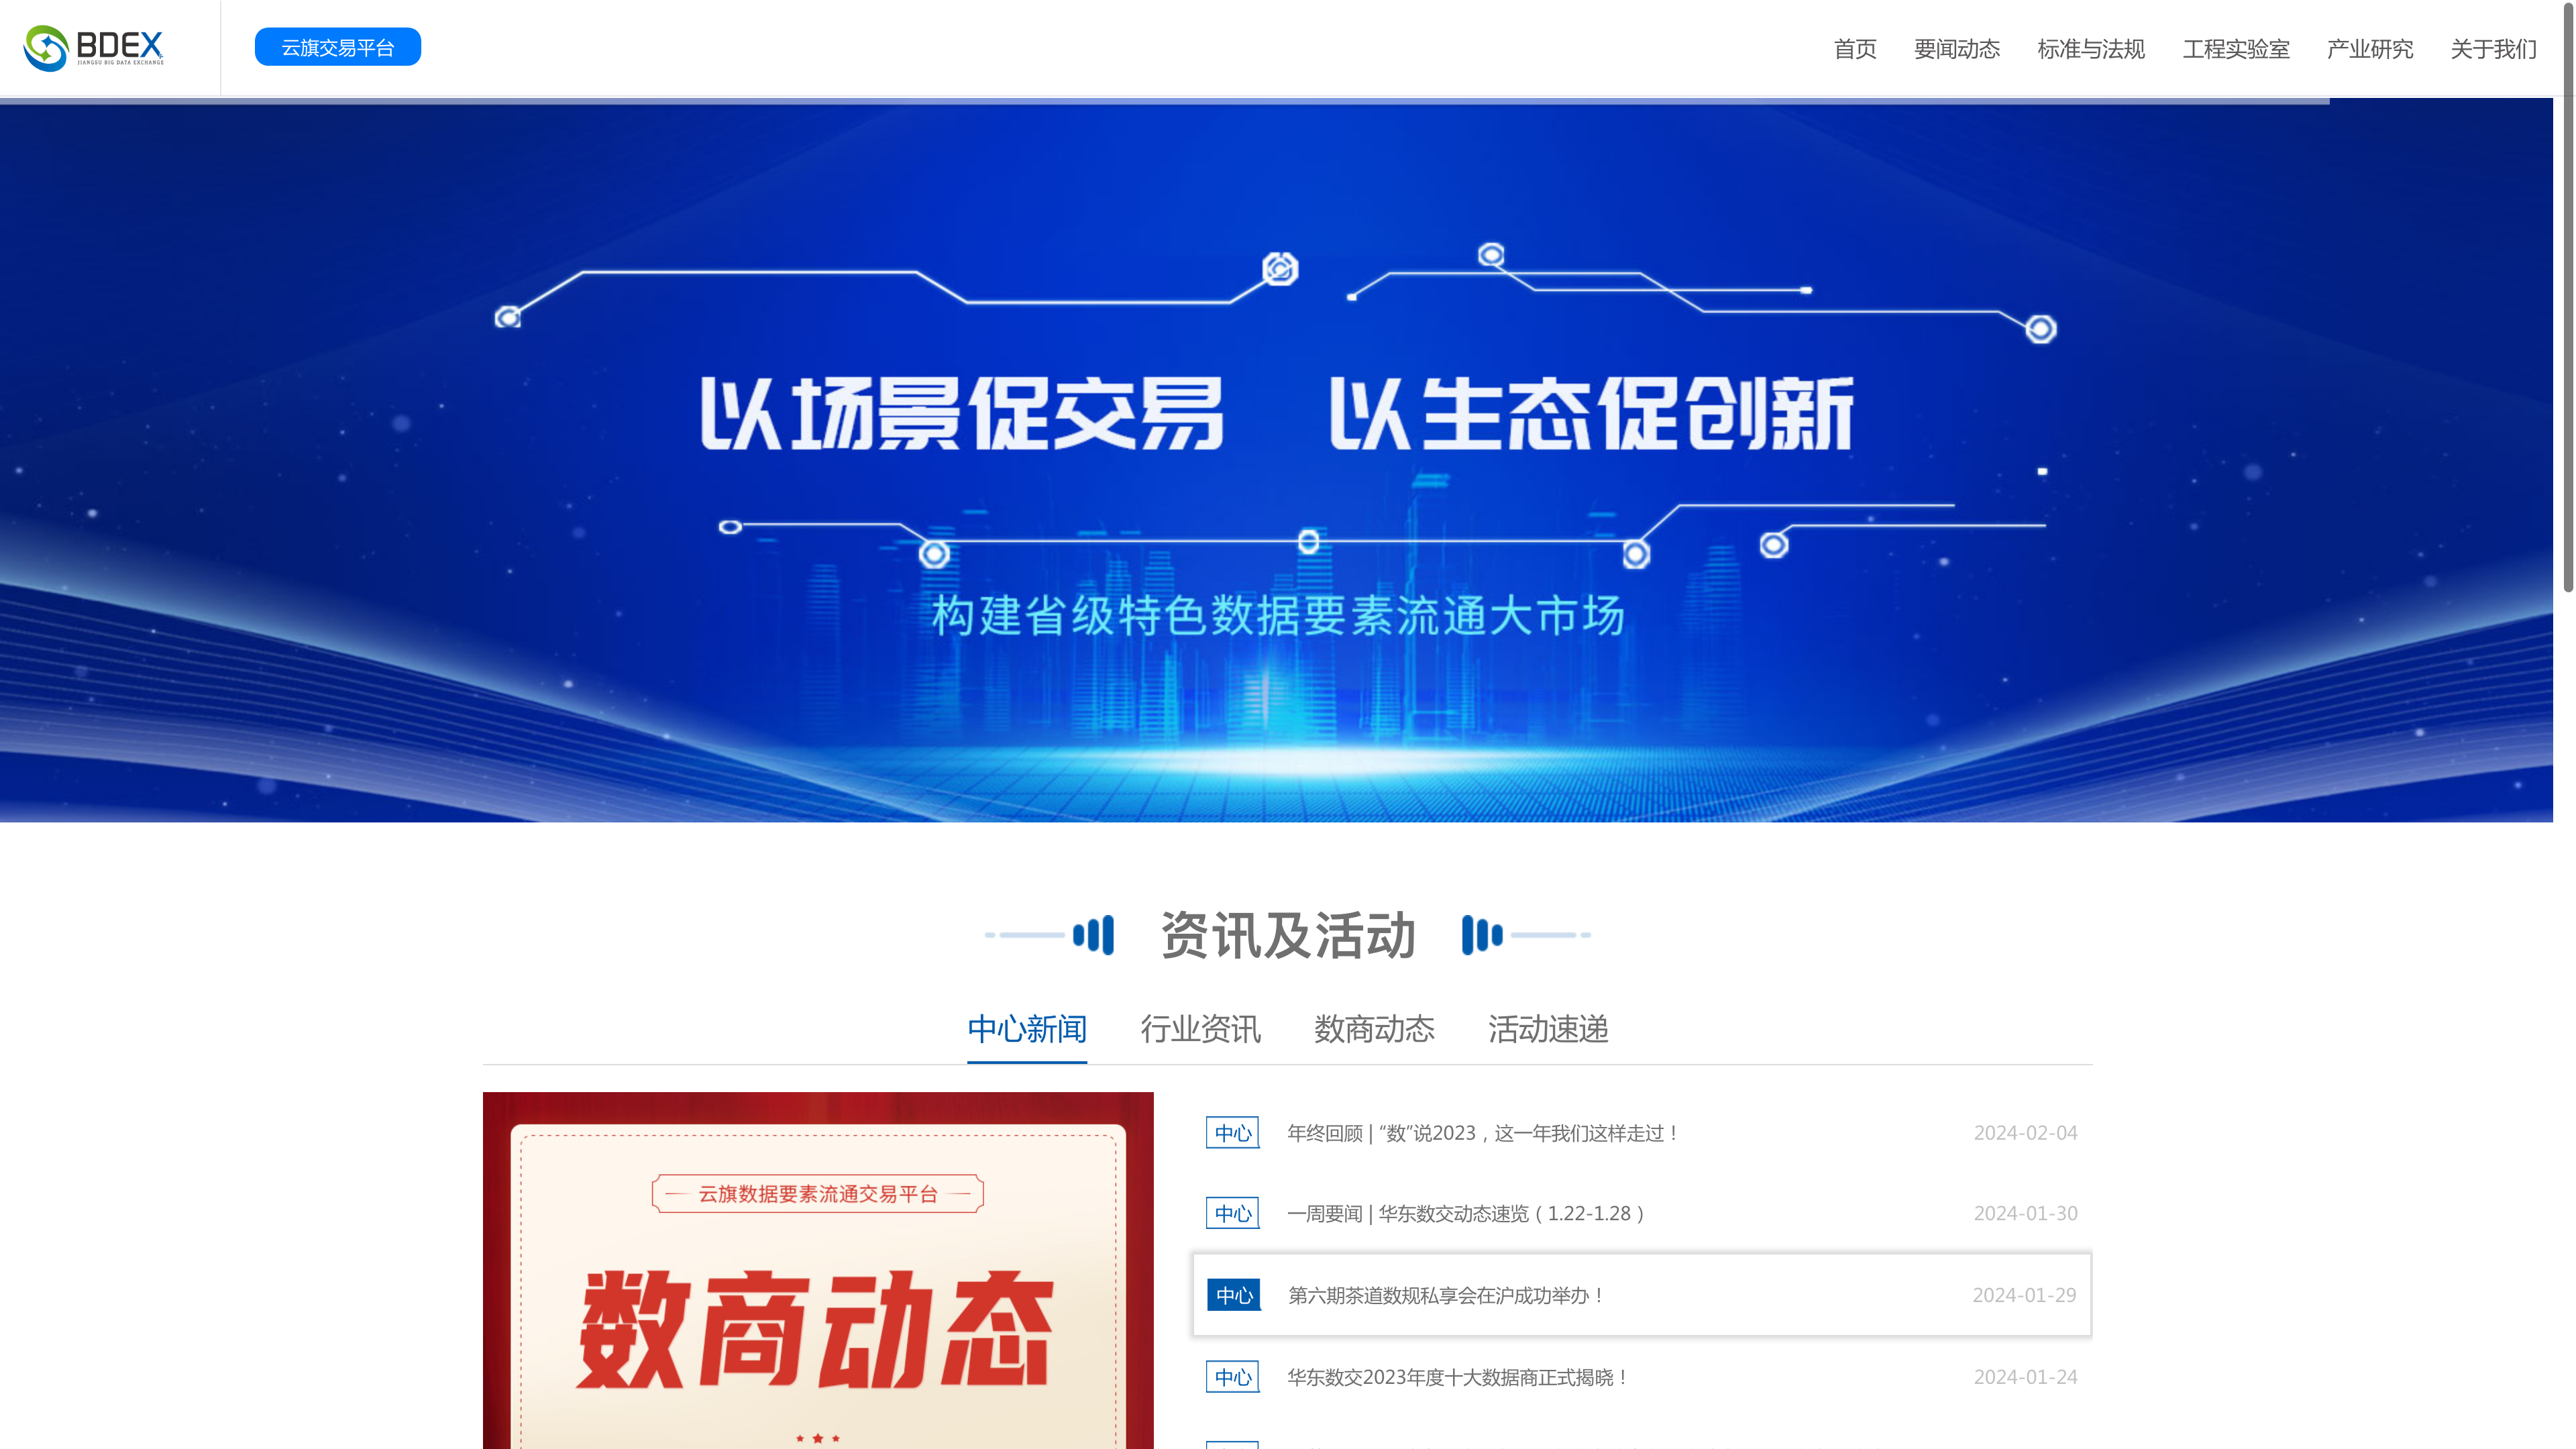 BDEX
JIANGSU BIG DATA EXCHANGE
云旗交易平台
首页 要闻动态 标准与法规 工程实验室 产业研究 关于我们
以场景促交易 以生态促创新
构建省级特色数据要素流通大市场
资讯及活动
中心新闻 行业资讯 数商动态 活动速递
云旗数据要素流通交易平台
数商动态
中心 年终回顾 | “数”说2023，这一年我们这样走过！ 2024-02-04
中心 一周要闻 | 华东数交动态速览（1.22-1.28） 2024-01-30
中心 第六期茶道数规私享会在沪成功举办！ 2024-01-29
中心 华东数交2023年度十大数据商正式揭晓！ 2024-01-24